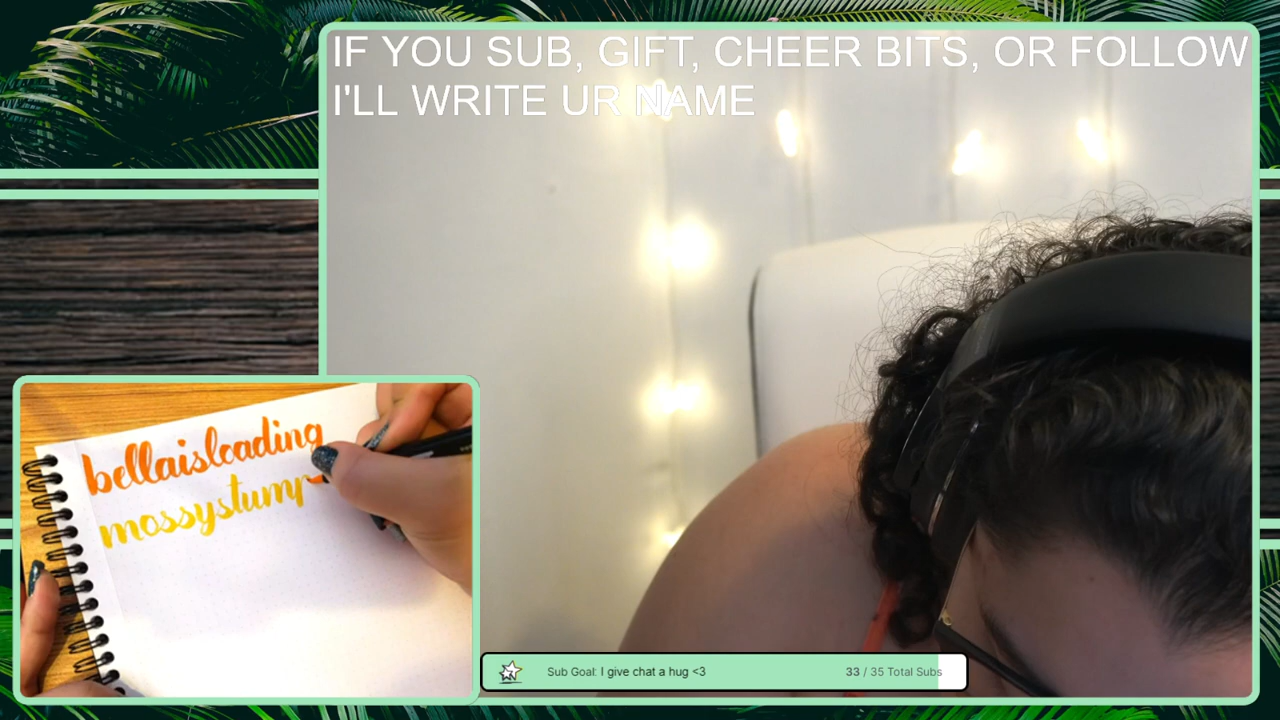 IF YOU SUB, GIFT, CHEER BITS, OR FOLLOW
I'LL WRITE UR NAME
bellaisloading
mossystump
Sub Goal: I give chat a hug <3 33 / 35 Total Subs